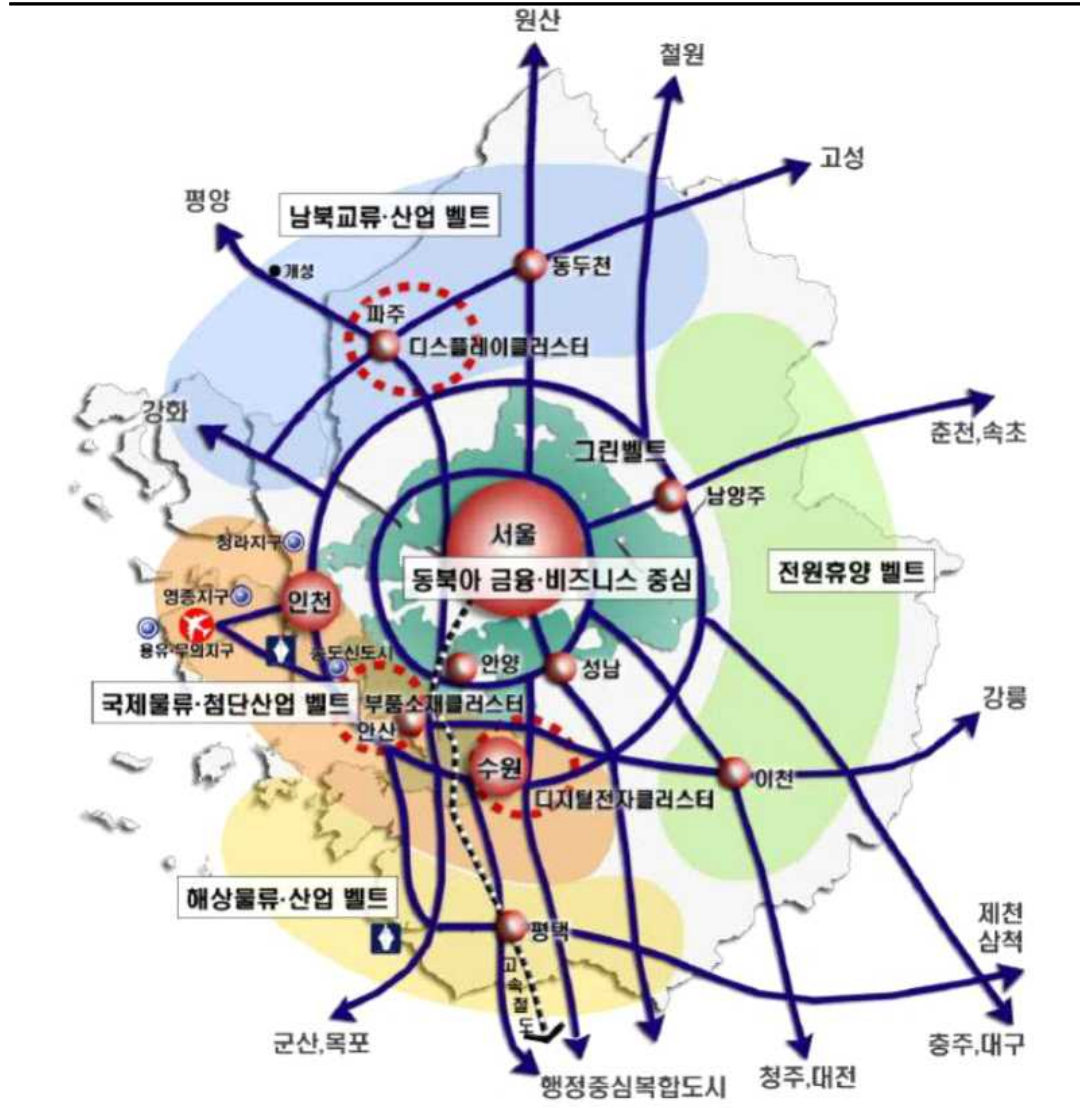 원산
철원
고성
평양
남북교류·산업 벨트
개성
동두천
파주
디스플레이클러스터
강화
춘천,속초
그린벨트
남양주
서울
청라지구
동북아 금융·비즈니스 중심
전원휴양 벨트
영종지구
인천
용유·무의지구
송도신도시
안양
성남
국제물류·첨단산업 벨트
부품소재클러스터
안산
강릉
수원
이천
디지털전자클러스터
해상물류·산업 벨트
평택
제천
삼척
고
속
철
도
군산,목포
충주,대구
청주,대전
행정중심복합도시